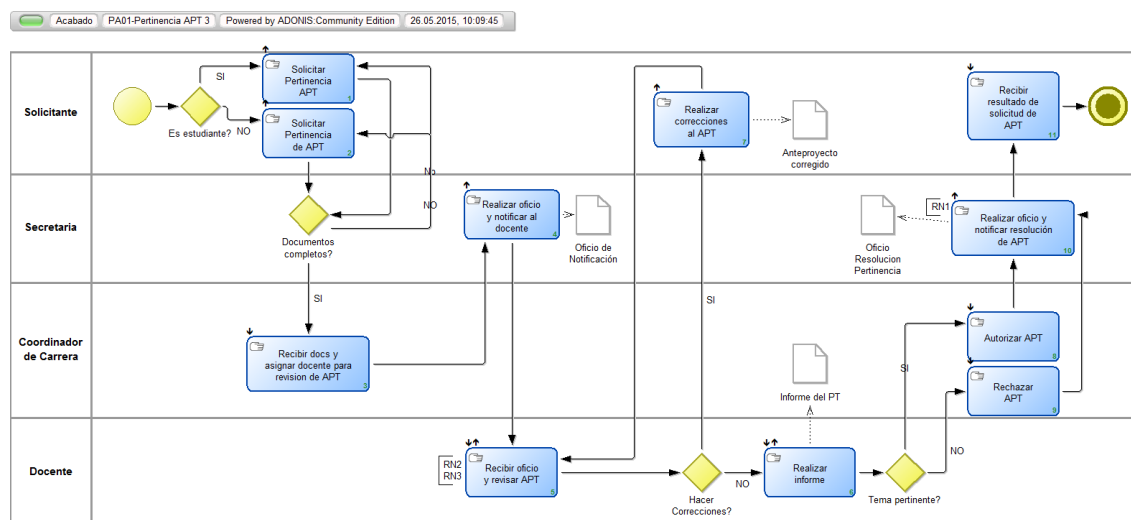 Acabado
PA01-Pertinencia APT 3
Powered by ADONIS:Community Edition
26.05.2015, 10:09:45
Solicitante
Es estudiante?
SI
NO
Solicitar
Pertinencia
APT
1
Solicitar
Pertinencia
de APT
2
No
NO
Realizar
correcciones
al APT
7
Anteproyecto
corregido
Recibir
resultado de
solicitud de
APT
11
Secretaria
Documentos
completos?
SI
Realizar oficio
y notificar al
docente
4
Oficio de
Notificación
Oficio
Resolucion
Pertinencia
RN1
Realizar oficio y
notificar resolución
de APT
10
Coordinador
de Carrera
Recibir docs y
asignar docente para
revision de APT
3
SI
Informe del PT
SI
Autorizar APT
8
Rechazar
APT
9
Docente
RN2
RN3
Recibir oficio
y revisar APT
5
Hacer
Correcciones?
NO
Realizar
informe
6
Tema pertinente?
NO